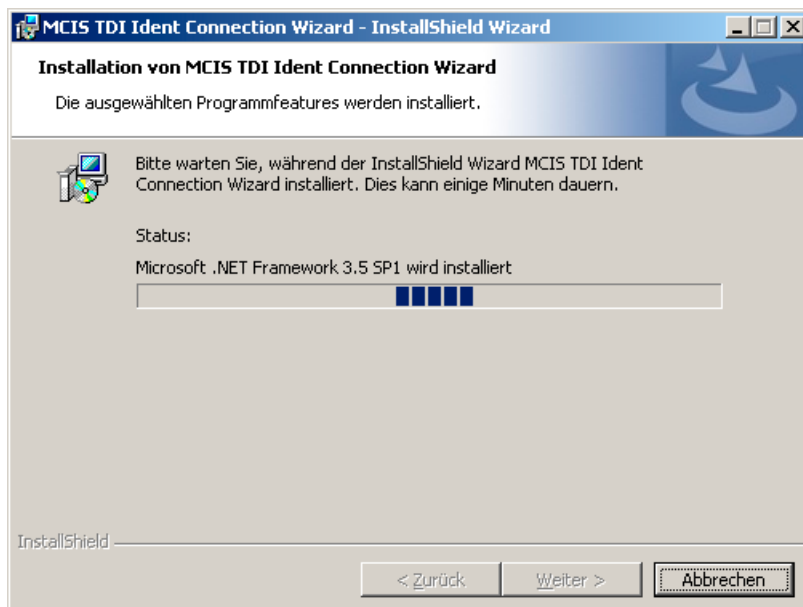 MCIS TDI Ident Connection Wizard - InstallShield Wizard
Installation von MCIS TDI Ident Connection Wizard
Die ausgewählten Programmfeatures werden installiert.
Bitte warten Sie, während der InstallShield Wizard MCIS TDI Ident
Connection Wizard installiert. Dies kann einige Minuten dauern.
Status:
Microsoft .NET Framework 3.5 SP1 wird installiert
InstallShield
< Zurück
Weiter >
Abbrechen